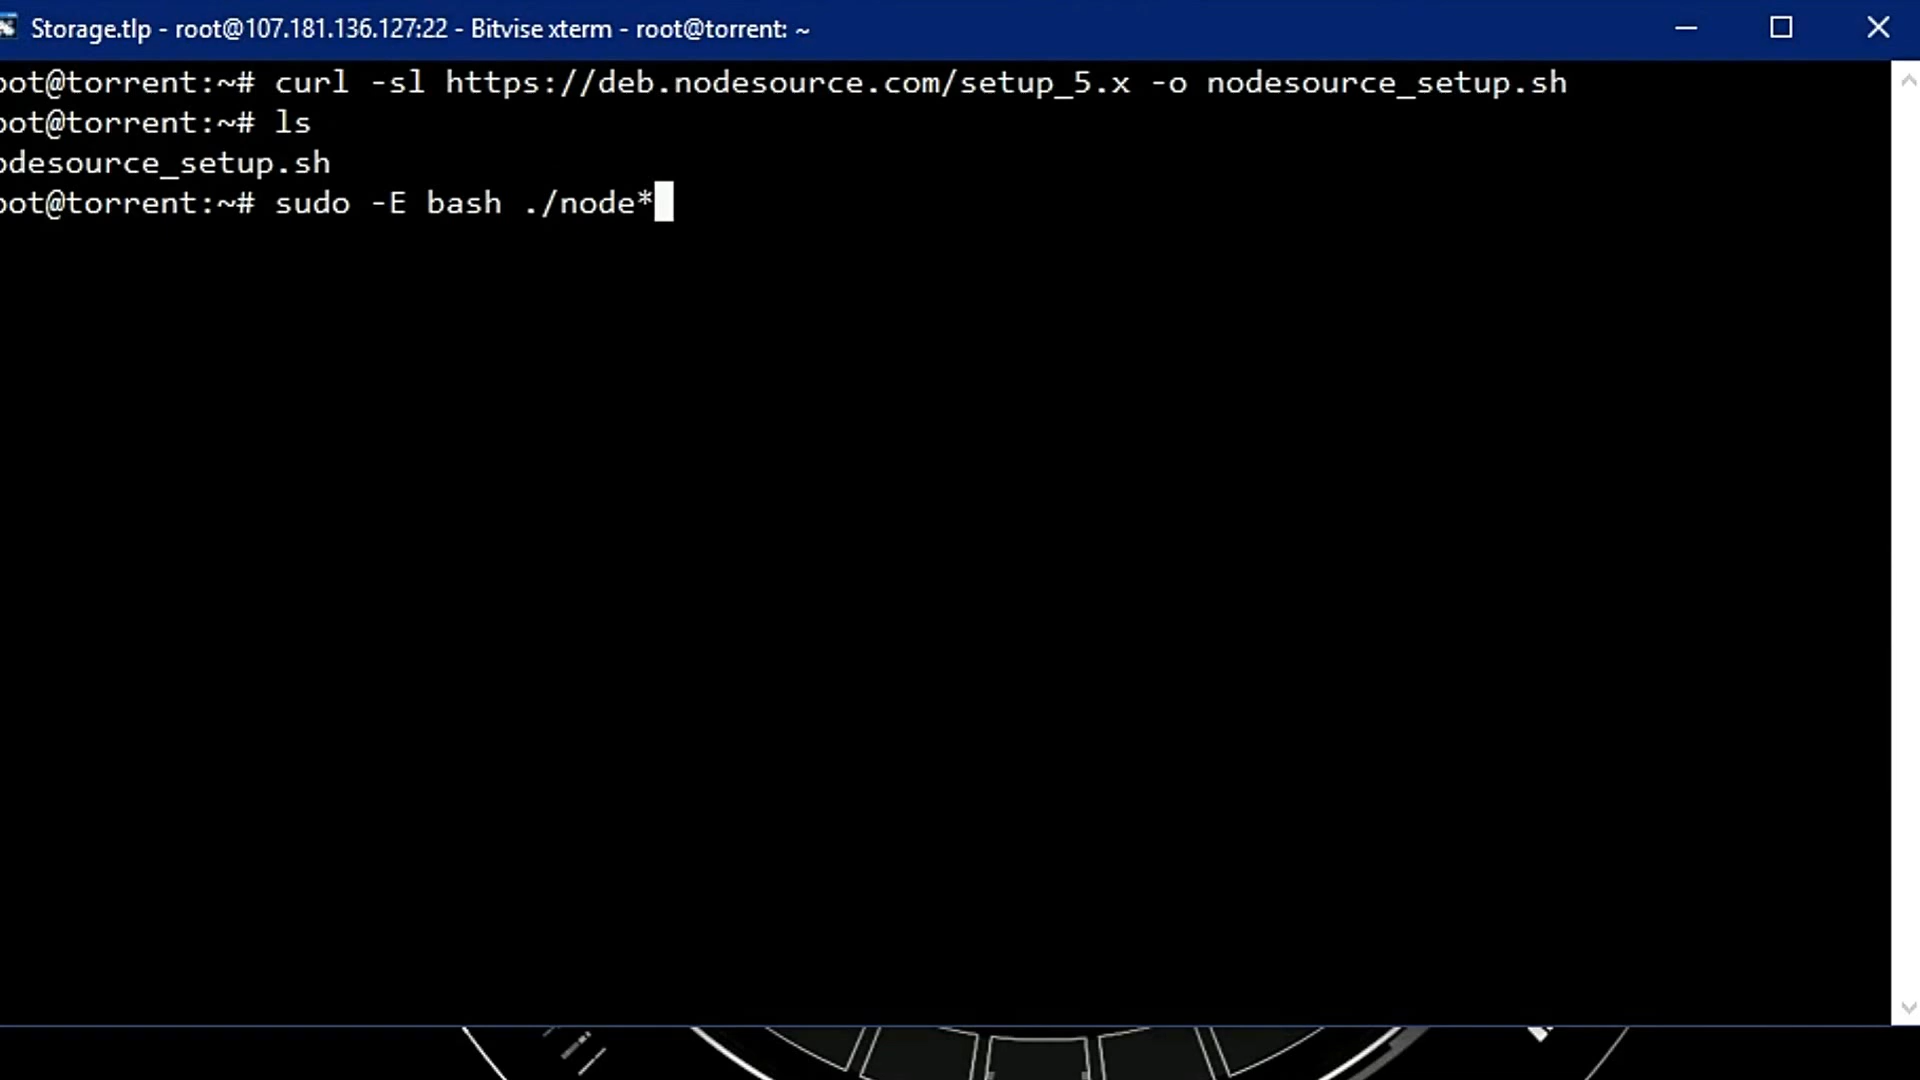 Storage.tlp - root@107.181.136.127:22 - Bitvise xterm - root@torrent: ~
oot@torrent:~# curl -sl https://deb.nodesource.com/setup_5.x -o nodesource_setup.sh
oot@torrent:~# ls
odesource_setup.sh
oot@torrent:~# sudo -E bash ./node*